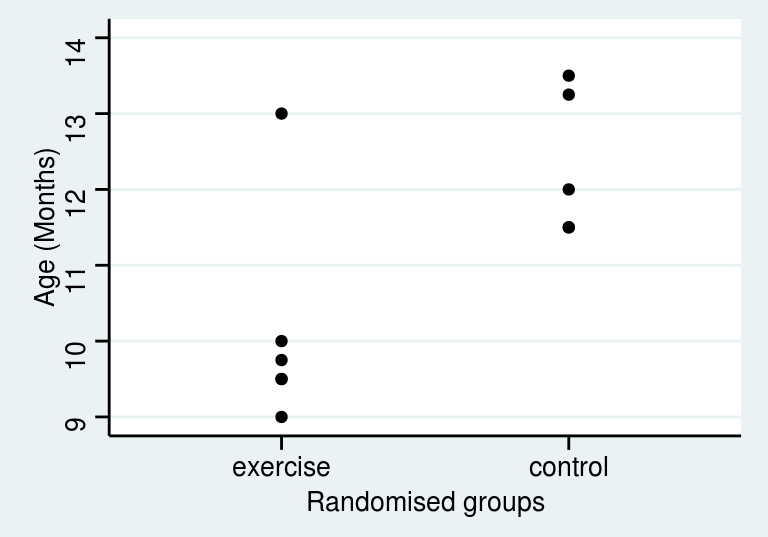 Age (Months)
14
13
12
11
10
9
exercise control
Randomised groups